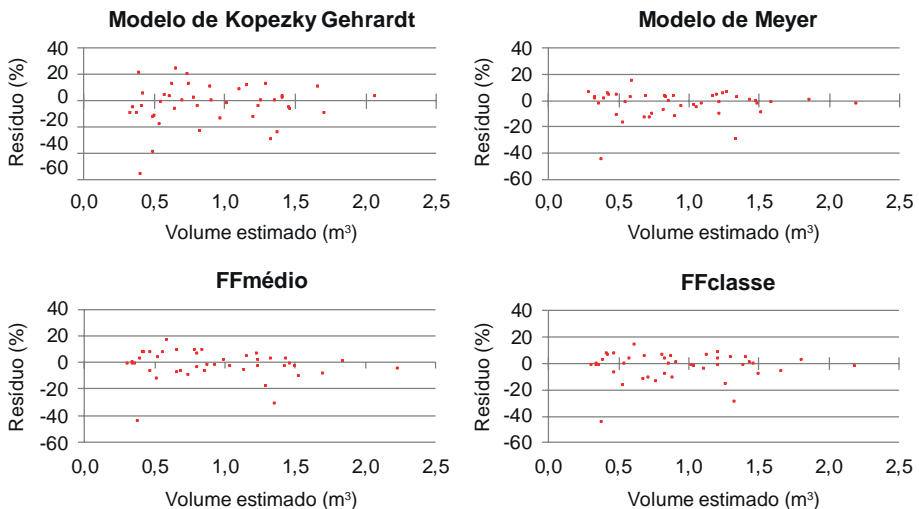 Modelo de Kopezky Gehrardt
Resíduo (%)
40
20
0
-20
-40
-60
0,0 0,5 1,0 1,5 2,0 2,5
Volume estimado (m³)
Modelo de Meyer
Resíduo (%)
40
20
0
-20
-40
-60
0,0 0,5 1,0 1,5 2,0 2,5
Volume estimado (m³)
FFmédio
Resíduo (%)
40
20
0
-20
-40
-60
0,0 0,5 1,0 1,5 2,0 2,5
Volume estimado (m³)
FFclasse
Resíduo (%)
40
20
0
-20
-40
-60
0,0 0,5 1,0 1,5 2,0 2,5
Volume estimado (m³)